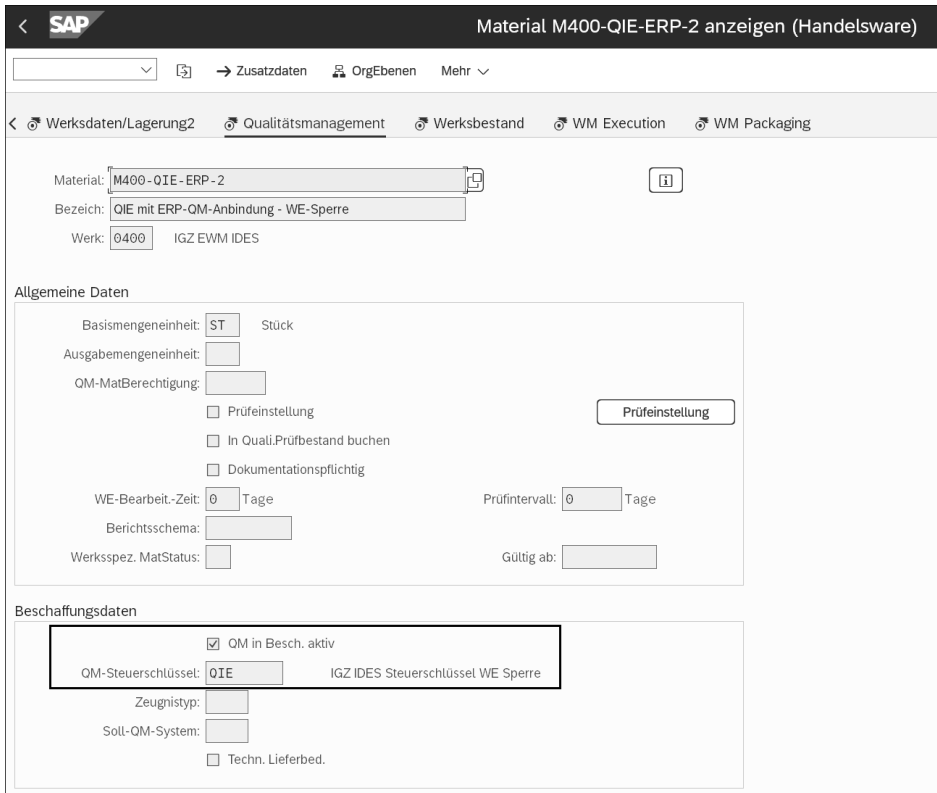 SAP Material M400-QIE-ERP-2 anzeigen (Handelsware)
Zusatzdaten OrgEbenen Mehr
Werksdaten/Lagerung2 Qualitätsmanagement Werksbestand WM Execution WM Packaging
Material: M400-QIE-ERP-2
Bezeich: QIE mit ERP-QM-Anbindung - WE-Sperre
Werk: 0400 IGZ EWM IDES
Allgemeine Daten
Basismengeneinheit: ST Stück
Ausgabemengeneinheit:
QM-MatBerechtigung:
Prüfeinstellung Prüfeinstellung
In Quali.Prüfbestand buchen
Dokumentationspflichtig
WE-Bearbeit.-Zeit: 0 Tage Prüfintervall: 0 Tage
Berichtsschema:
Werksspez. MatStatus: Gültig ab:
Beschaffungsdaten
QM in Besch. aktiv
QM-Steuerschlüssel: QIE IGZ IDES Steuerschlüssel WE Sperre
Zeugnistyp:
Soll-QM-System:
Techn. Lieferbed.